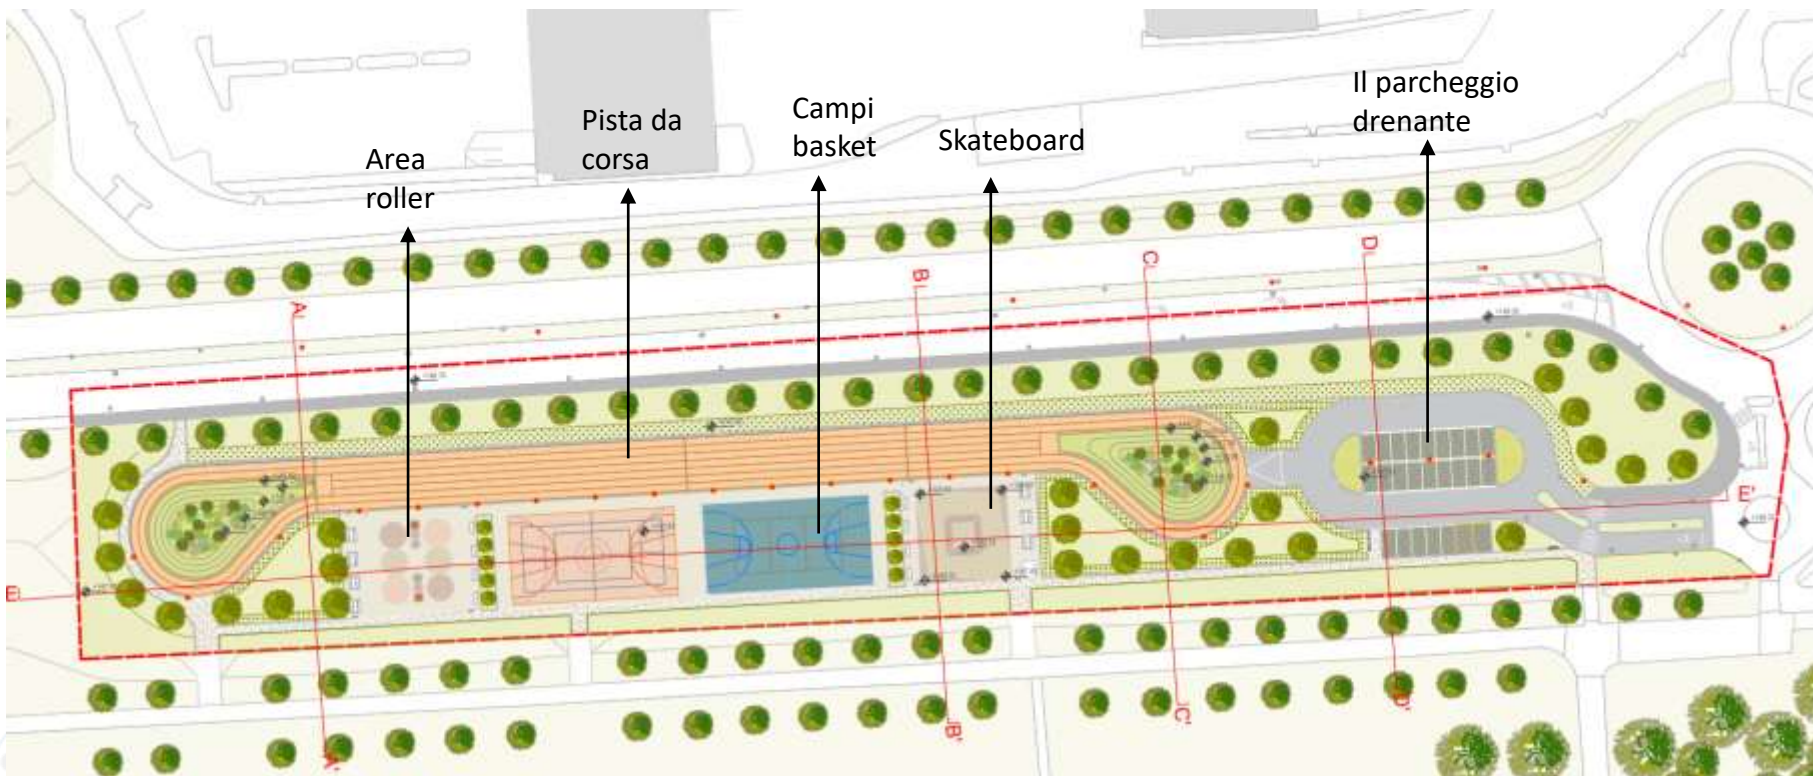 Il parcheggio
drenante
Campi
basket
Pista da
corsa
Skateboard
Area
roller
A
B
C
D
E'
E
A'
B'
C'
D'